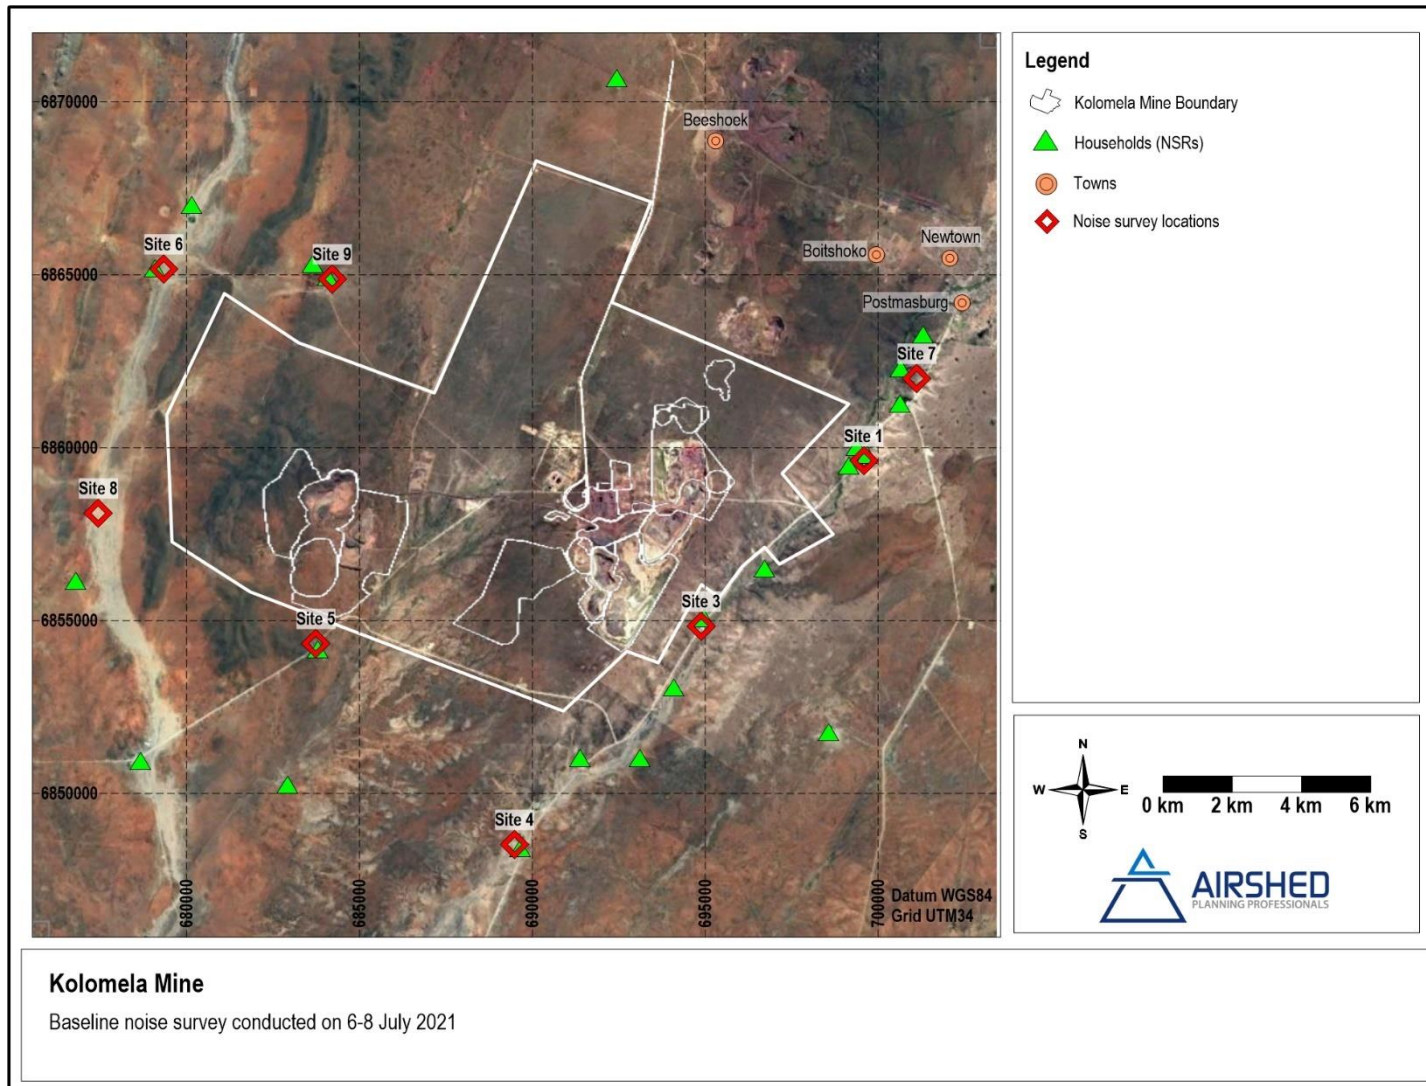 6870000
Beeshoek
Site 6
Site 9
6865000
Boitshoko
Newtown
Postmasburg
Site 7
Site 1
6860000
Site 8
6855000
Site 5
Site 3
6850000
Site 4
680000
685000
690000
695000
700000
Datum WGS84
Grid UTM34
Legend
Kolomela Mine Boundary
Households (NSRs)
Towns
Noise survey locations
N
W E
S
0 km 2 km 4 km 6 km
AIRSHED
PLANNING PROFESSIONALS
Kolomela Mine
Baseline noise survey conducted on 6-8 July 2021